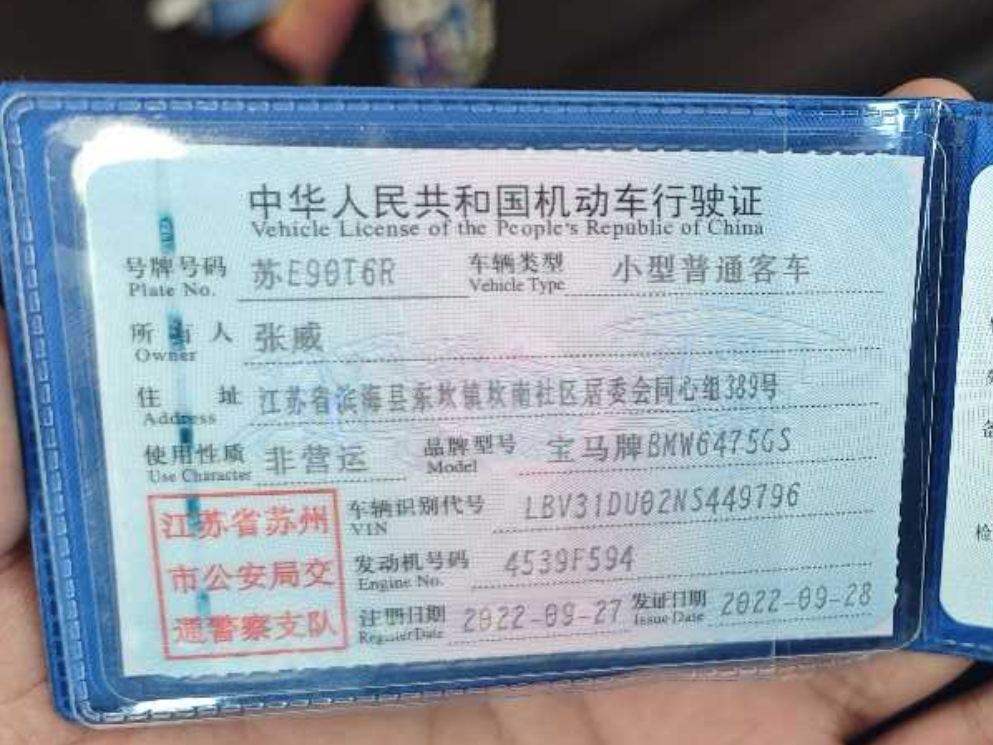 中华人民共和国机动车行驶证
Vehicle License of the People's Republic of China
号牌号码 苏E90T6R 车辆类型 小型普通客车
Plate No. Vehicle Type
所有人 张威
Owner
住址 江苏省滨海县东坎镇坎南社区居委会同心组389号
Address
使用性质 非营运 品牌型号 宝马牌BMW6475GS
Use Character Model
江苏省苏州 车辆识别代号 LBV31DU02NS449796
VIN
市公安局交 发动机号码 4539F594
Engine No.
通警察支队 注册日期 2022-09-27 发证日期 2022-09-28
Register Date Issue Date